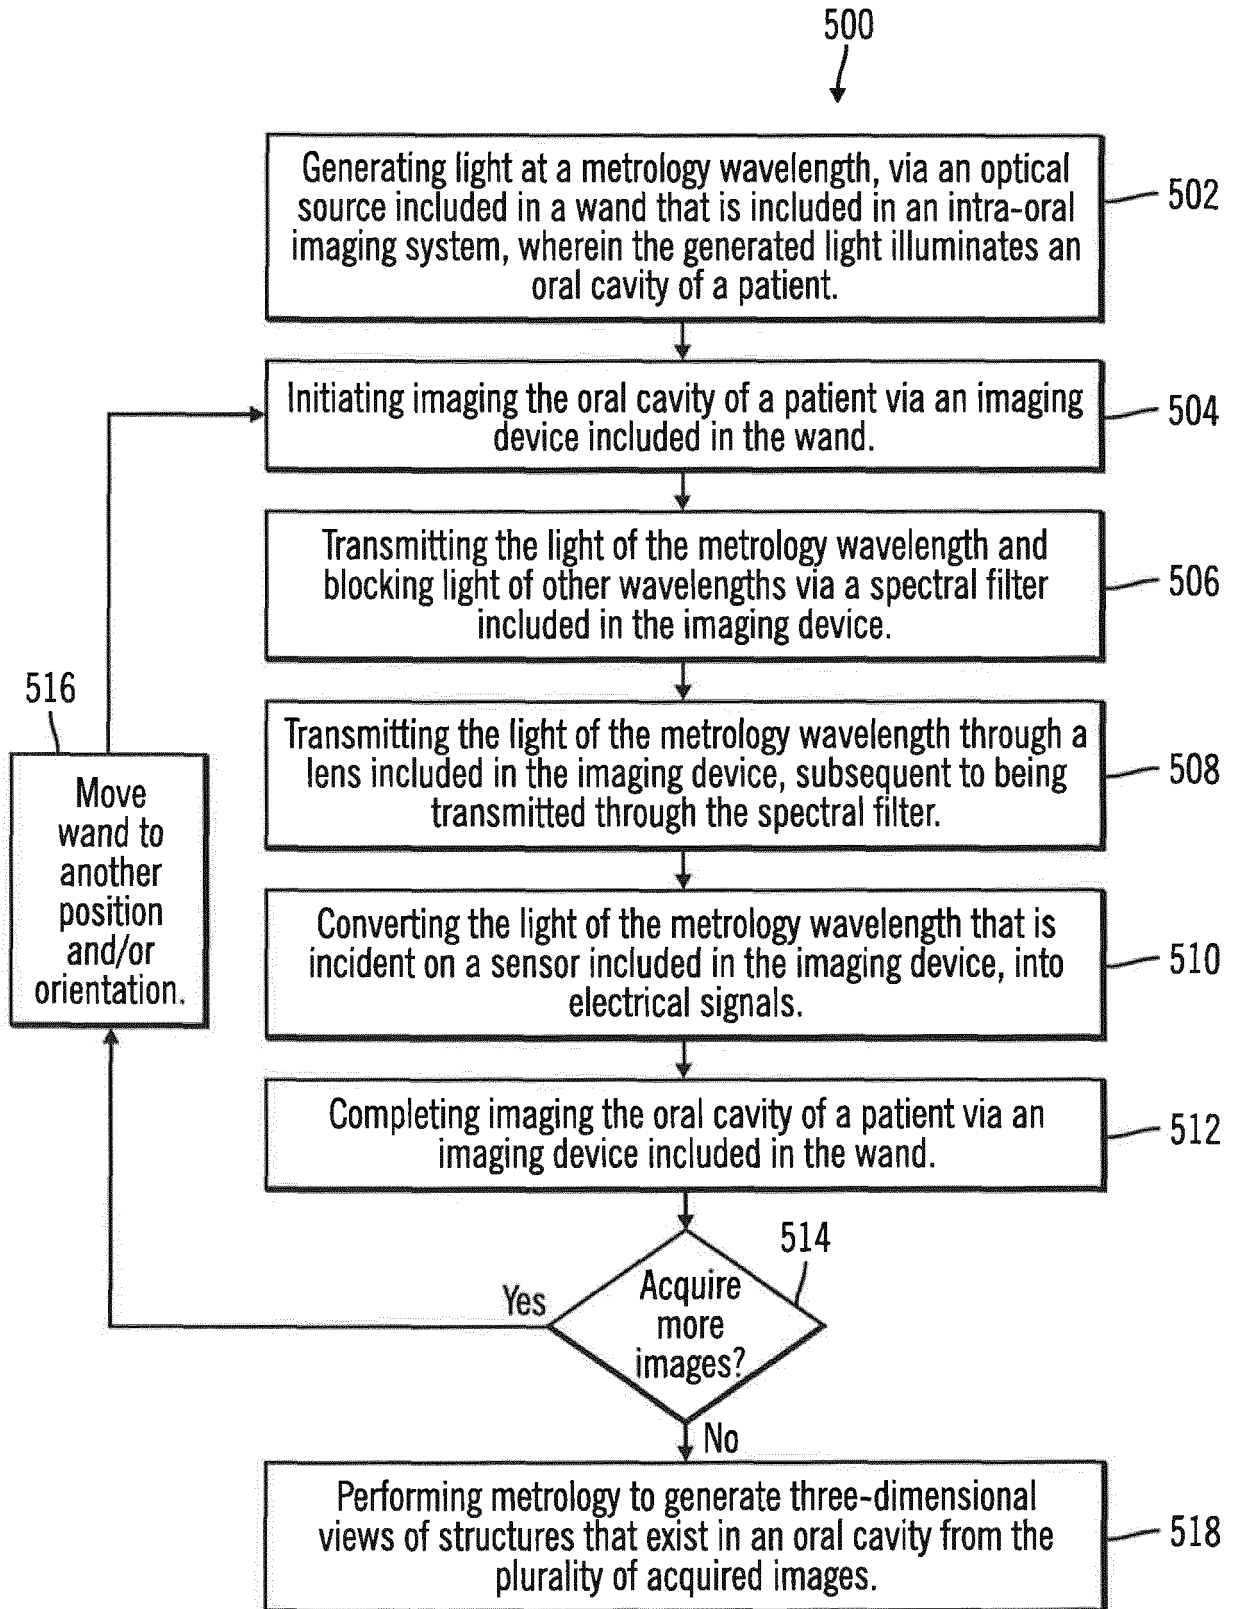 500
Generating light at a metrology wavelength, via an optical
source included in a wand that is included in an intra-oral
imaging system, wherein the generated light illuminates an
oral cavity of a patient.
502
Initiating imaging the oral cavity of a patient via an imaging
device included in the wand.
504
Transmitting the light of the metrology wavelength and
blocking light of other wavelengths via a spectral filter
included in the imaging device.
506
516
Move
wand to
another
position
and/or
orientation.
Transmitting the light of the metrology wavelength through a
lens included in the imaging device, subsequent to being
transmitted through the spectral filter.
508
Converting the light of the metrology wavelength that is
incident on a sensor included in the imaging device, into
electrical signals.
510
Completing imaging the oral cavity of a patient via an
imaging device included in the wand.
512
514
Acquire
more
images?
Yes
No
Performing metrology to generate three-dimensional
views of structures that exist in an oral cavity from the
plurality of acquired images.
518